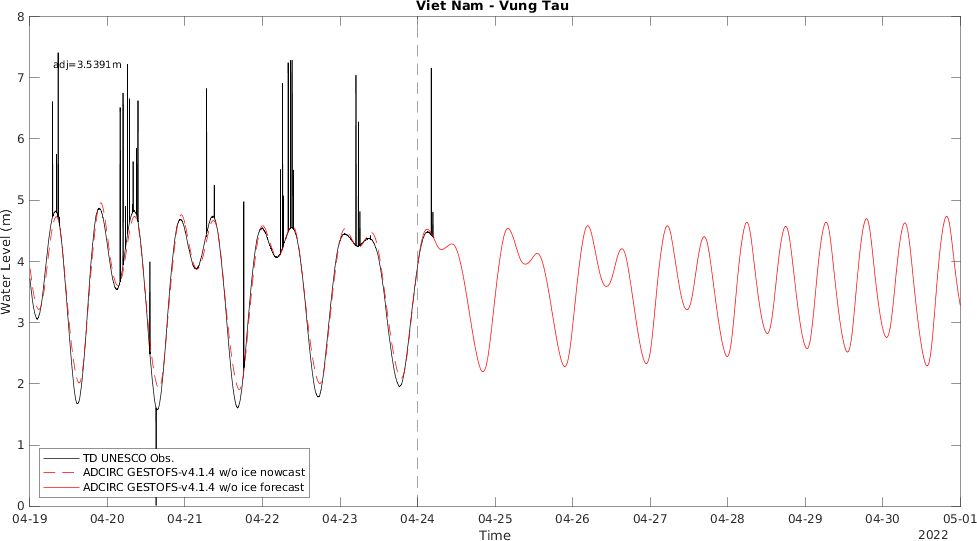 Viet Nam - Vung Tau
8
7
6
5
4
3
2
1
0
Water Level (m)
adj=3.5391m
TD UNESCO Obs.
ADCIRC GESTOFS-v4.1.4 w/o ice nowcast
ADCIRC GESTOFS-v4.1.4 w/o ice forecast
04-19 04-20 04-21 04-22 04-23 04-24 04-25 04-26 04-27 04-28 04-29 04-30 05-01
Time
2022